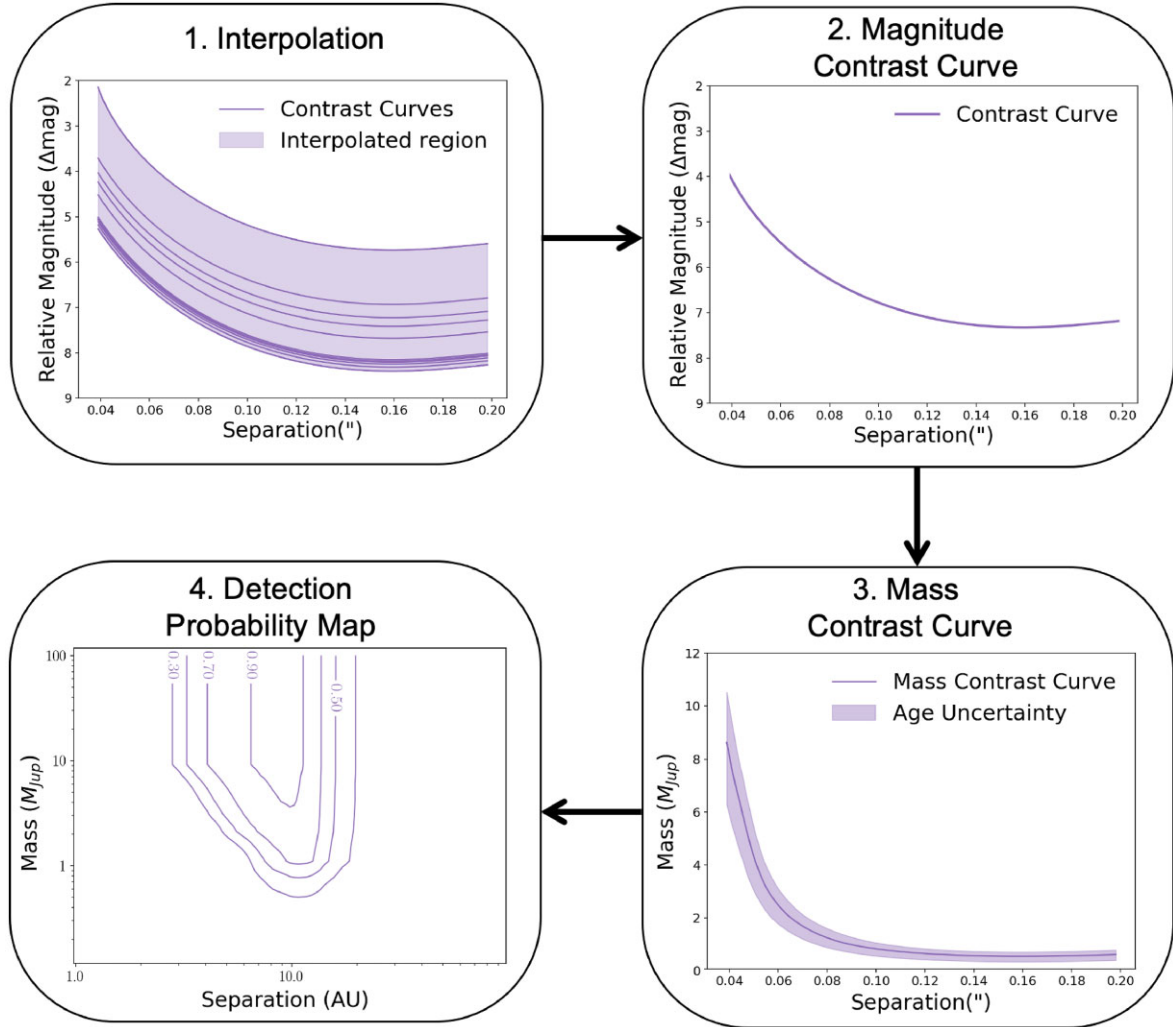 1. Interpolation
Contrast Curves
Interpolated region
Relative Magnitude (Δmag)
2
3
4
5
6
7
8
9
0.04 0.06 0.08 0.10 0.12 0.14 0.16 0.18 0.20
Separation(")
2. Magnitude
Contrast Curve
Contrast Curve
Relative Magnitude (Δmag)
2
3
4
5
6
7
8
9
0.04 0.06 0.08 0.10 0.12 0.14 0.16 0.18 0.20
Separation(")
4. Detection
Probability Map
Mass (M_Jup)
100
10
1
0.30
0.70
0.90
0.50
1.0 10.0
Separation (AU)
3. Mass
Contrast Curve
Mass Contrast Curve
Age Uncertainty
Mass (M_Jup)
12
10
8
6
4
2
0
0.04 0.06 0.08 0.10 0.12 0.14 0.16 0.18 0.20
Separation(")